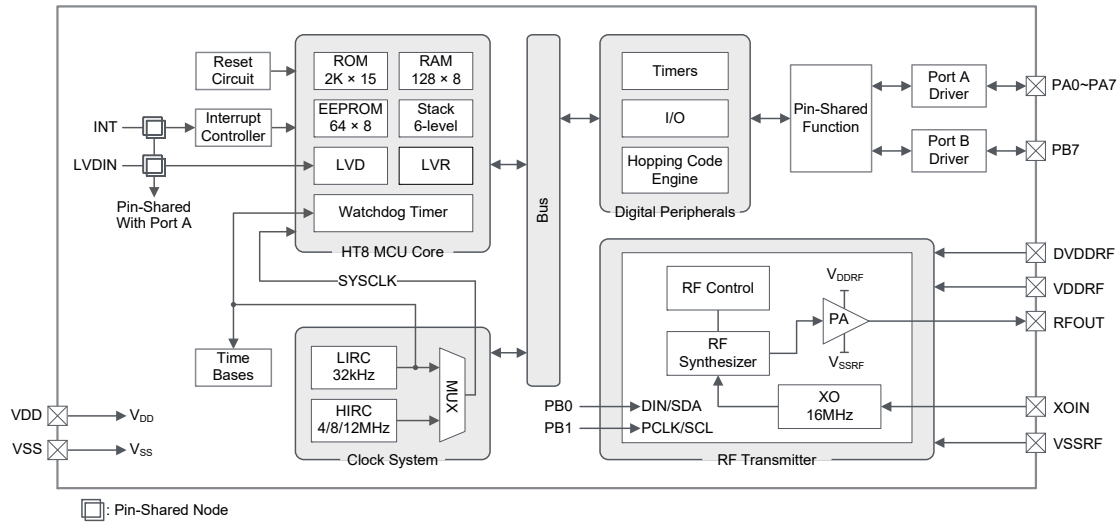 Reset
Circuit
INT
Interrupt
Controller
LVDIN
Pin-Shared
With Port A
ROM
2K × 15
RAM
128 × 8
EEPROM
64 × 8
Stack
6-level
LVD
LVR
Watchdog Timer
HT8 MCU Core
SYSCLK
Time
Bases
LIRC
32kHz
HIRC
4/8/12MHz
MUX
Clock System
VDD
VDD
VSS
VSS
Bus
Timers
I/O
Hopping Code
Engine
Digital Peripherals
Pin-Shared
Function
Port A
Driver
Port B
Driver
PA0~PA7
PB7
RF Control
RF
Synthesizer
VDDRF
PA
VSSRF
XO
16MHz
PB0
DIN/SDA
PB1
PCLK/SCL
RF Transmitter
DVDDRF
VDDRF
RFOUT
XOIN
VSSRF
: Pin-Shared Node